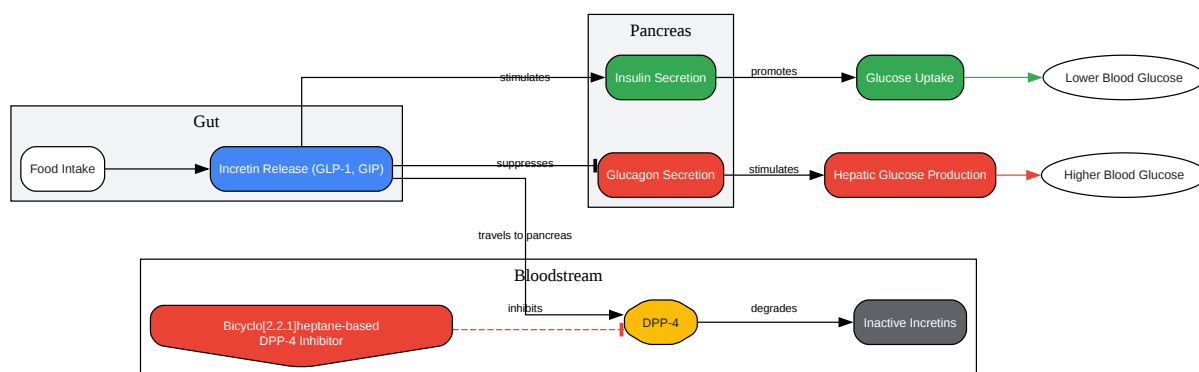 Pancreas
stimulates
Insulin Secretion
promotes
Glucose Uptake
Lower Blood Glucose
Gut
Food Intake
Incretin Release (GLP-1, GIP)
suppresses
Glucagon Secretion
stimulates
Hepatic Glucose Production
Higher Blood Glucose
travels to pancreas
Bloodstream
Bicyclo[2.2.1]heptane-based
DPP-4 Inhibitor
inhibits
DPP-4
degrades
Inactive Incretins